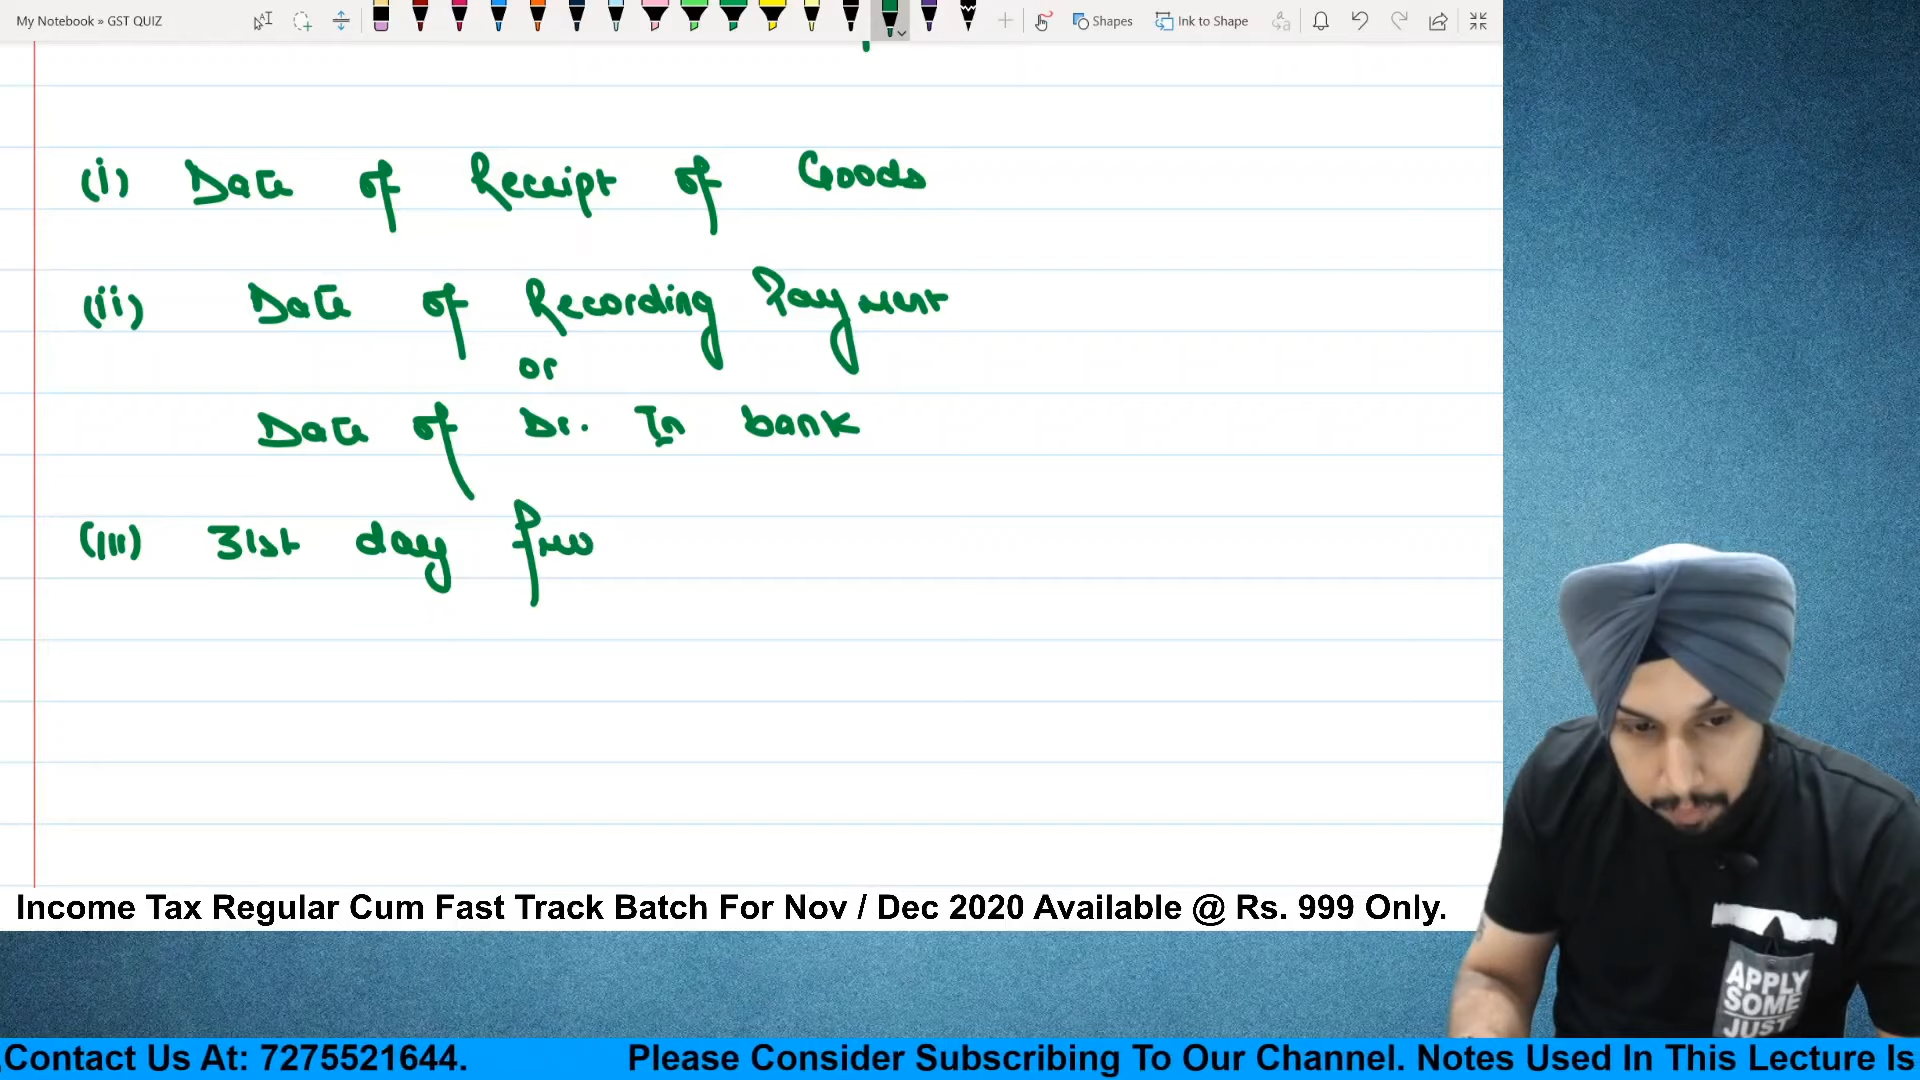 My Notebook » GST QUIZ
Shapes
Ink to Shape
(i) Date of Receipt of Goods
(ii) Date of Recording Payment
or
Date of Dr. In bank
(iii) 31st day from
Income Tax Regular Cum Fast Track Batch For Nov / Dec 2020 Available @ Rs. 999 Only.
APPLY
SOME
JUST
Contact Us At: 7275521644. Please Consider Subscribing To Our Channel. Notes Used In This Lecture Is